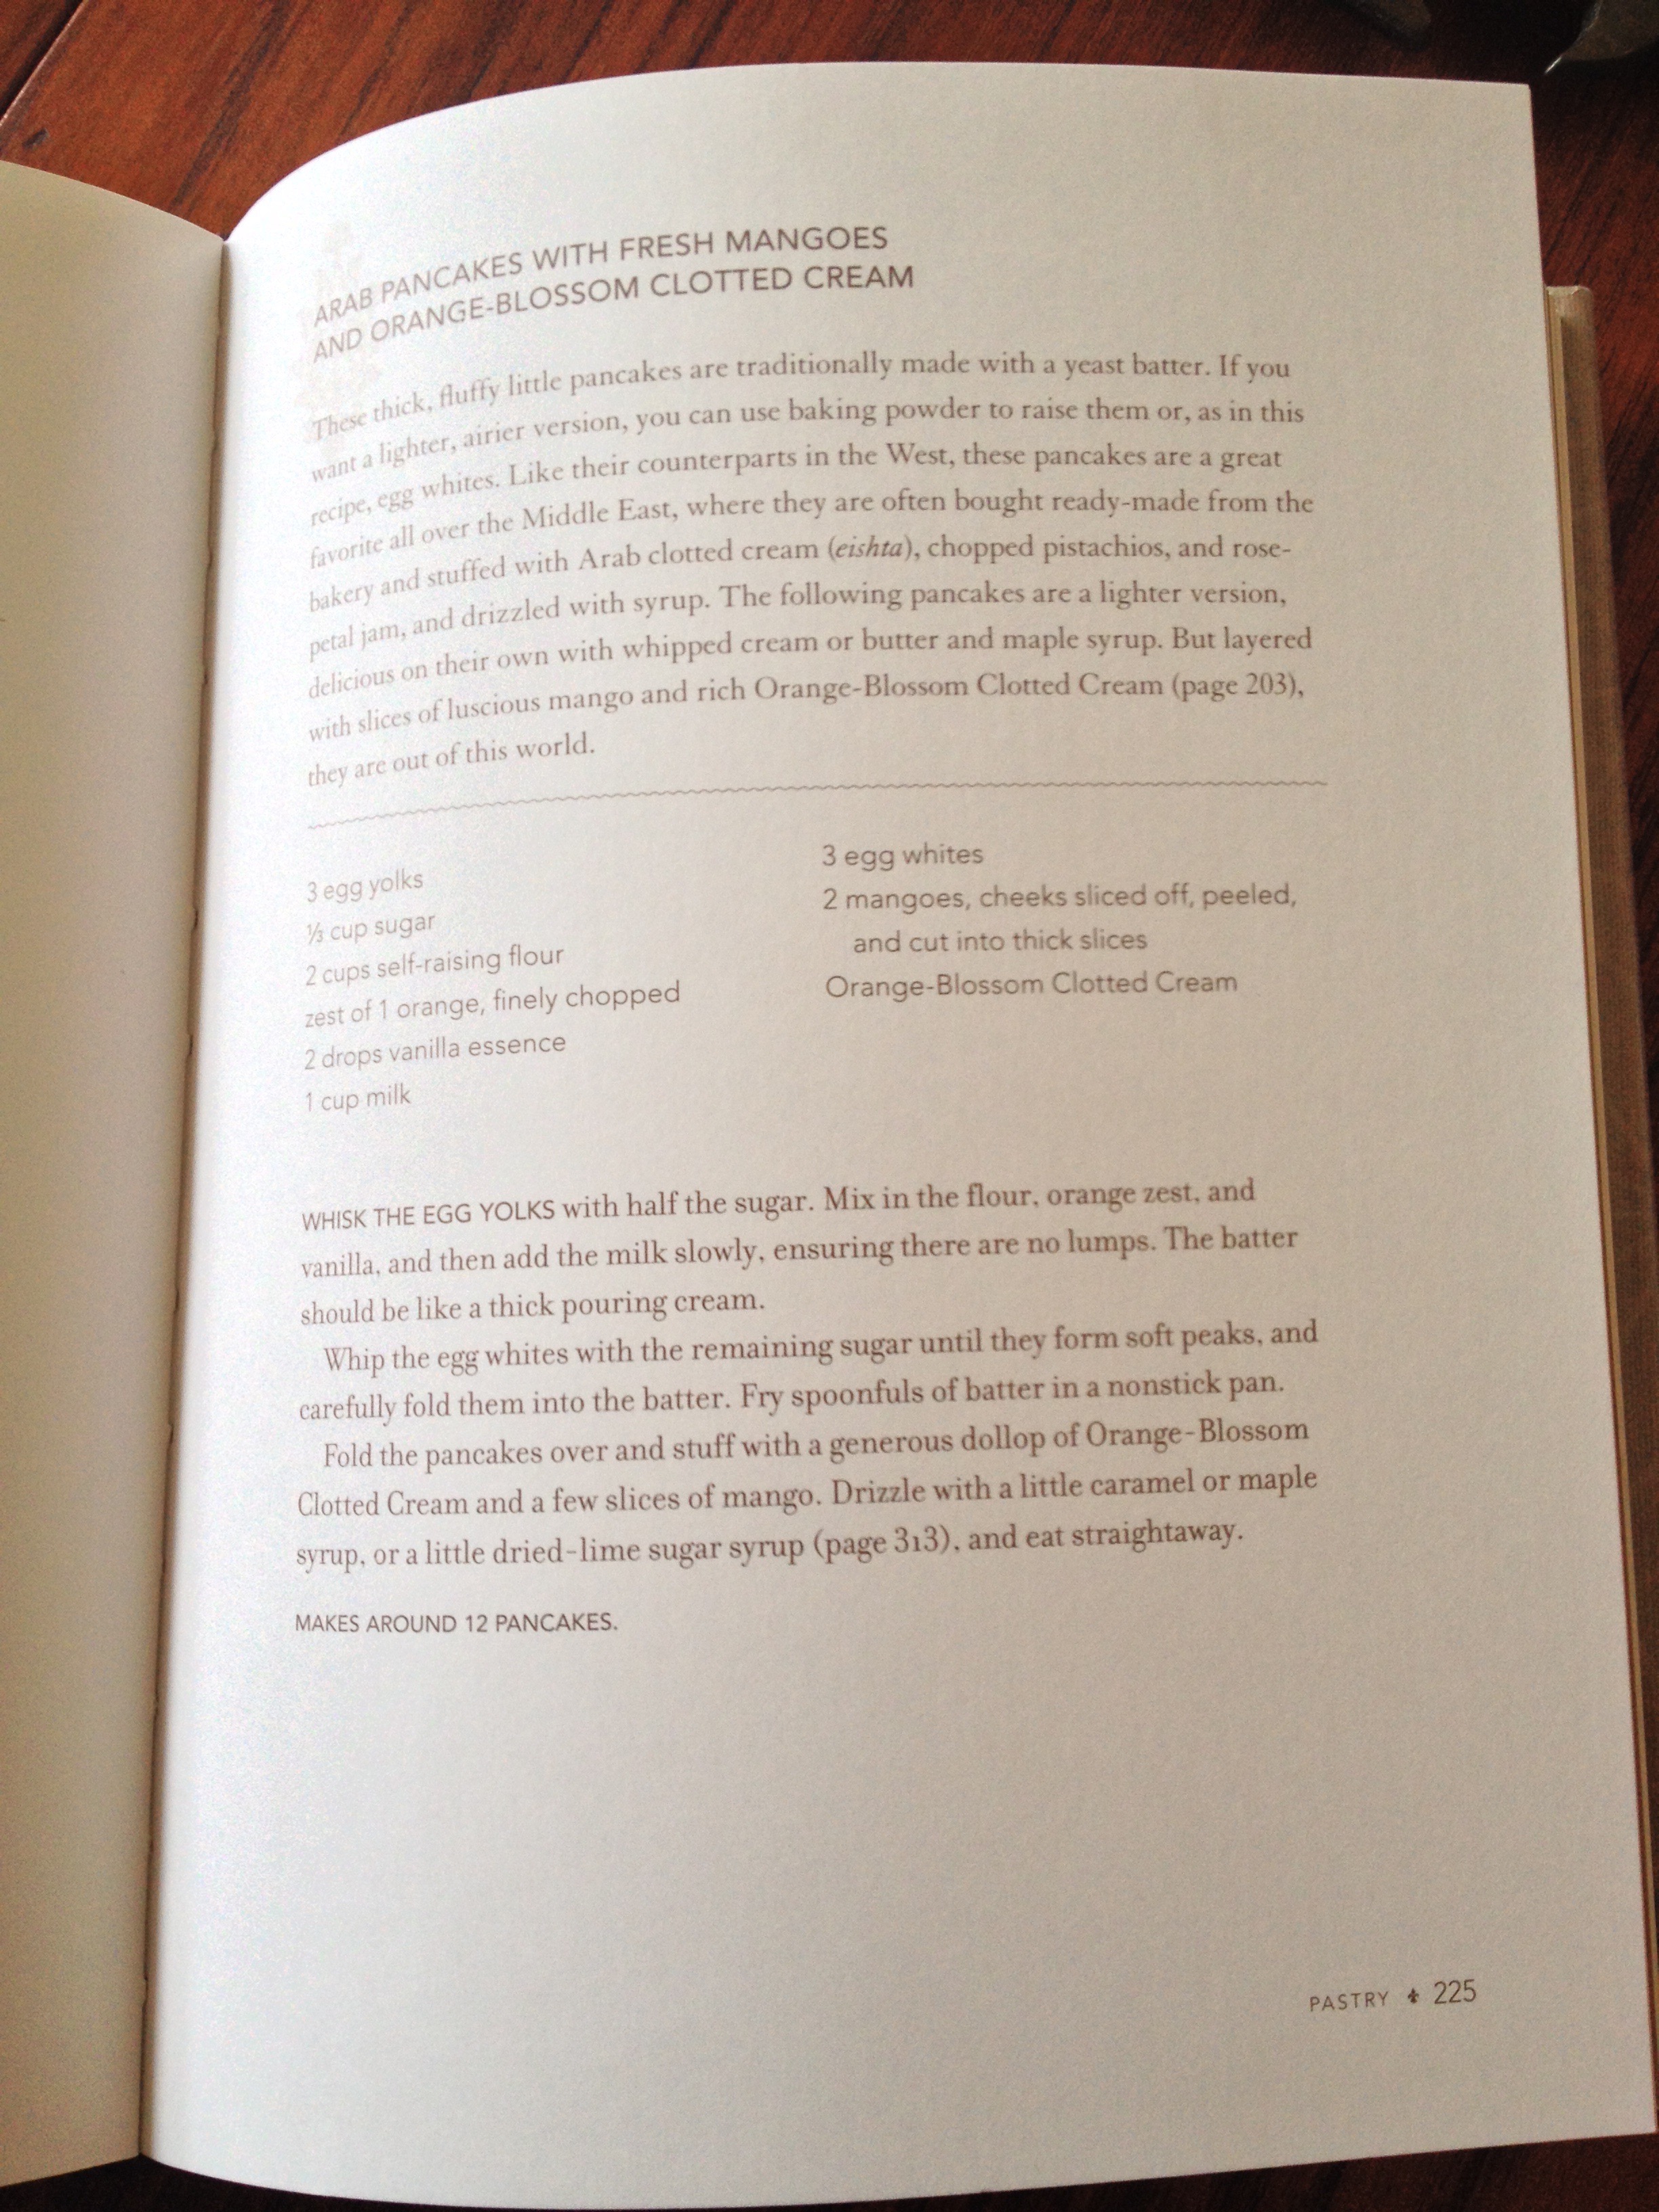 ARAB PANCAKES WITH FRESH MANGOES
AND ORANGE-BLOSSOM CLOTTED CREAM
These thick, fluffy little pancakes are traditionally made with a yeast batter. If you
want a lighter, airier version, you can use baking powder to raise them or, as in this
recipe, egg whites. Like their counterparts in the West, these pancakes are a great
favorite all over the Middle East, where they are often bought ready-made from the
bakery and stuffed with Arab clotted cream (eishta), chopped pistachios, and rose-
petal jam, and drizzled with syrup. The following pancakes are a lighter version,
delicious on their own with whipped cream or butter and maple syrup. But layered
with slices of luscious mango and rich Orange-Blossom Clotted Cream (page 203),
they are out of this world.
3 egg yolks
⅓ cup sugar
2 cups self-raising flour
zest of 1 orange, finely chopped
2 drops vanilla essence
1 cup milk
3 egg whites
2 mangoes, cheeks sliced off, peeled,
and cut into thick slices
Orange-Blossom Clotted Cream
WHISK THE EGG YOLKS with half the sugar. Mix in the flour, orange zest, and
vanilla, and then add the milk slowly, ensuring there are no lumps. The batter
should be like a thick pouring cream.
Whip the egg whites with the remaining sugar until they form soft peaks, and
carefully fold them into the batter. Fry spoonfuls of batter in a nonstick pan.
Fold the pancakes over and stuff with a generous dollop of Orange-Blossom
Clotted Cream and a few slices of mango. Drizzle with a little caramel or maple
syrup, or a little dried-lime sugar syrup (page 313), and eat straightaway.
MAKES AROUND 12 PANCAKES.
PASTRY 225